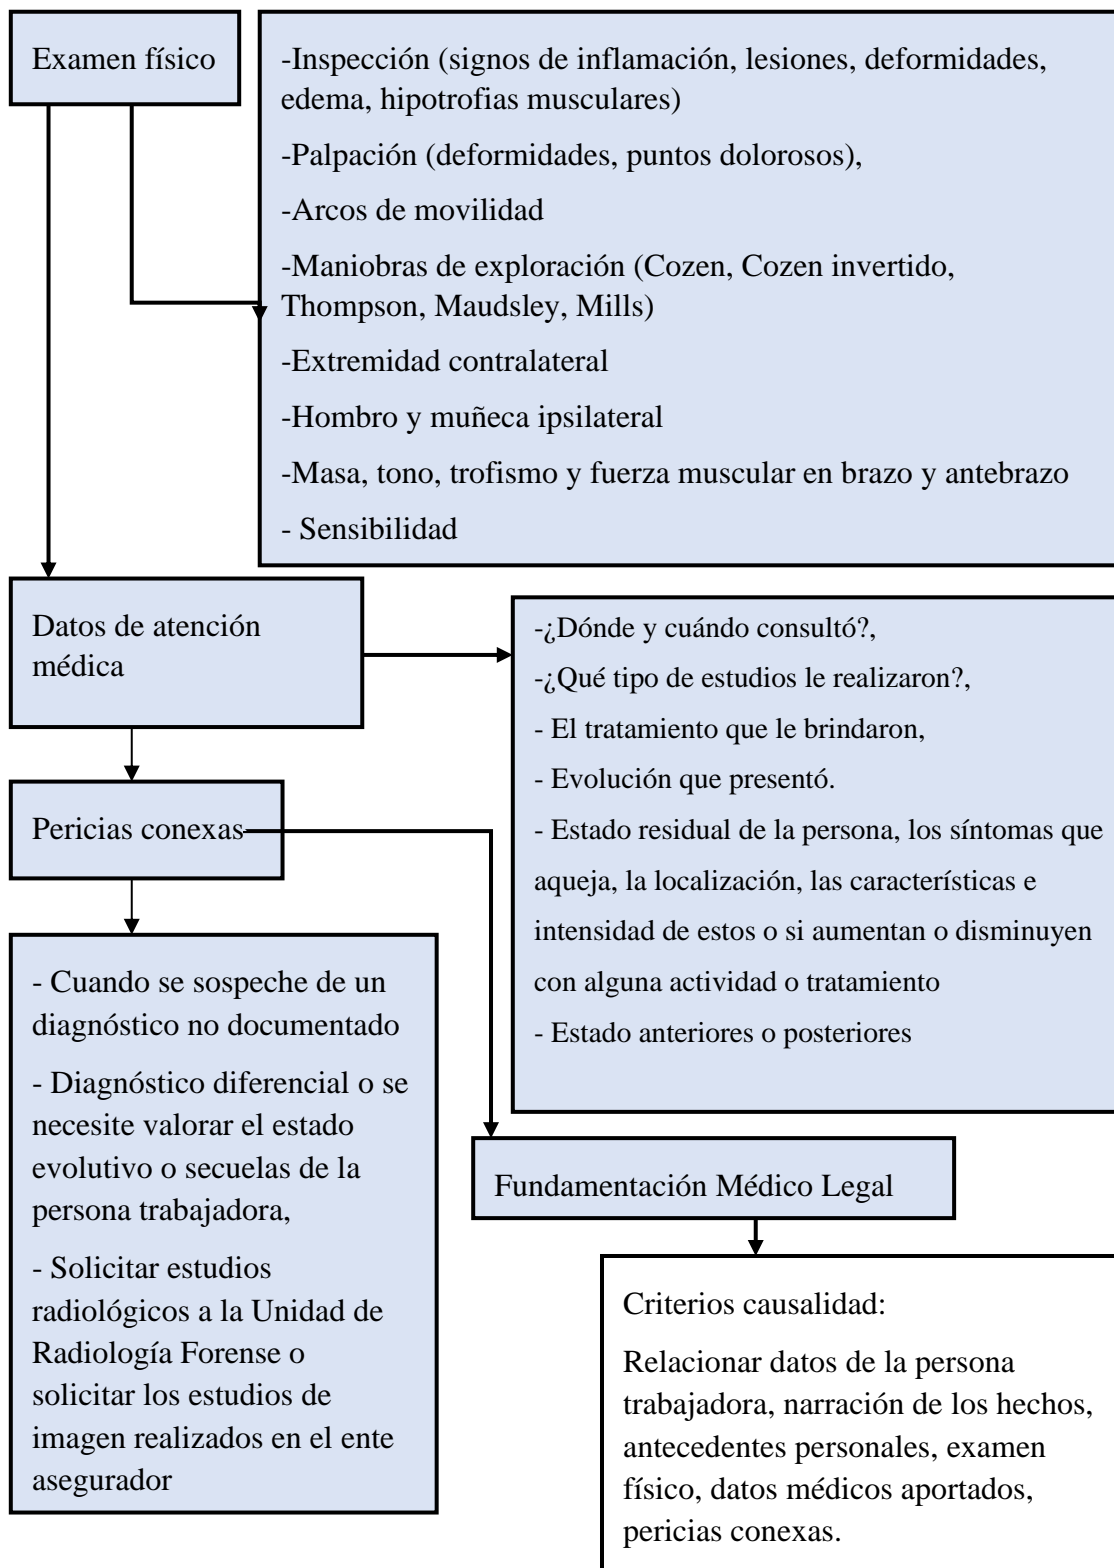 Examen físico
-Inspección (signos de inflamación, lesiones, deformidades,
edema, hipotrofias musculares)
-Palpación (deformidades, puntos dolorosos),
-Arcos de movilidad
-Maniobras de exploración (Cozen, Cozen invertido,
Thompson, Maudsley, Mills)
-Extremidad contralateral
-Hombro y muñeca ipsilateral
-Masa, tono, trofismo y fuerza muscular en brazo y antebrazo
- Sensibilidad
Datos de atención
médica
-¿Dónde y cuándo consultó?,
-¿Qué tipo de estudios le realizaron?,
- El tratamiento que le brindaron,
- Evolución que presentó.
- Estado residual de la persona, los síntomas que
aqueja, la localización, las características e
intensidad de estos o si aumentan o disminuyen
con alguna actividad o tratamiento
- Estado anteriores o posteriores
Pericias conexas
- Cuando se sospeche de un
diagnóstico no documentado
- Diagnóstico diferencial o se
necesite valorar el estado
evolutivo o secuelas de la
persona trabajadora,
- Solicitar estudios
radiológicos a la Unidad de
Radiología Forense o
solicitar los estudios de
imagen realizados en el ente
asegurador
Fundamentación Médico Legal
Criterios causalidad:
Relacionar datos de la persona
trabajadora, narración de los hechos,
antecedentes personales, examen
físico, datos médicos aportados,
pericias conexas.